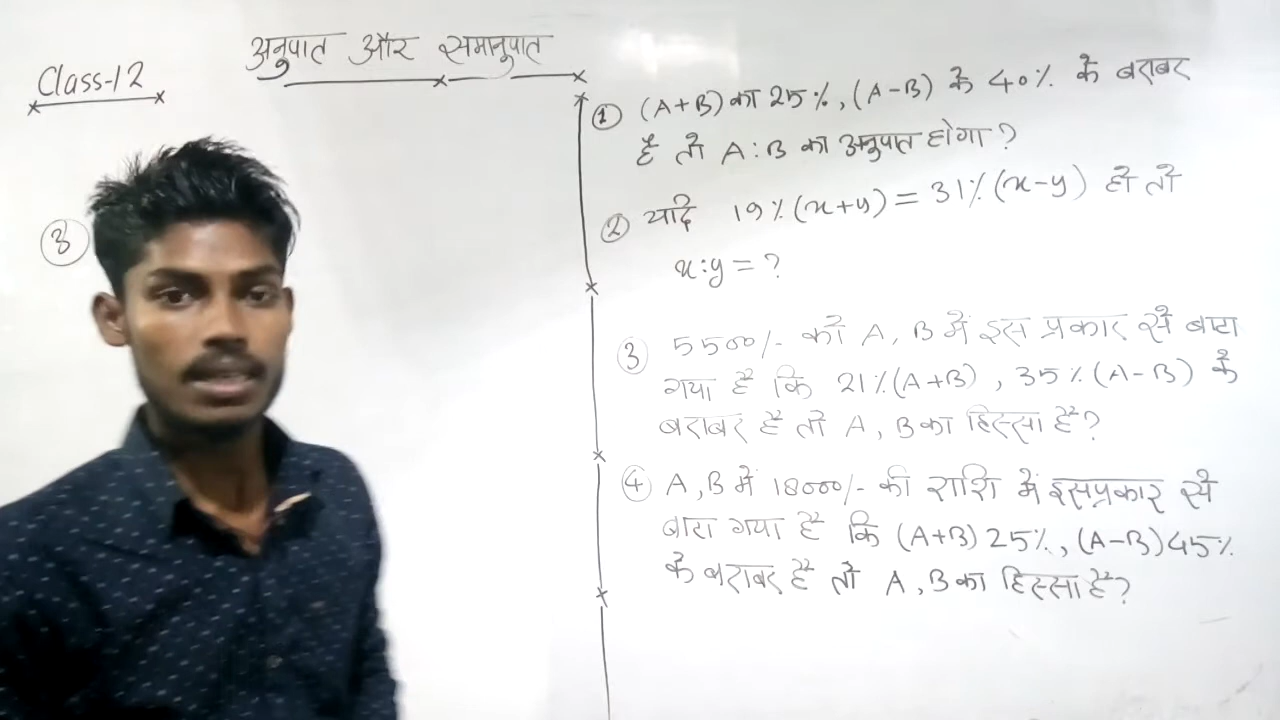 Class-12
अनुपात और समानुपात
① (A+B) का 25%, (A-B) के 40% के बराबर
है तो A:B का अनुपात होगा?
② यदि 19%(x+y) = 31%(x-y) हो तो
x:y = ?
③ 5500/- को A, B में इस प्रकार से बाटा
गया है कि 21%(A+B), 35%(A-B) के
बराबर है तो A, B का हिस्सा है?
④ A, B में 18000/- की राशि में इसप्रकार से
बाटा गया है कि (A+B) 25%, (A-B) 45%
के बराबर है तो A, B का हिस्सा है?